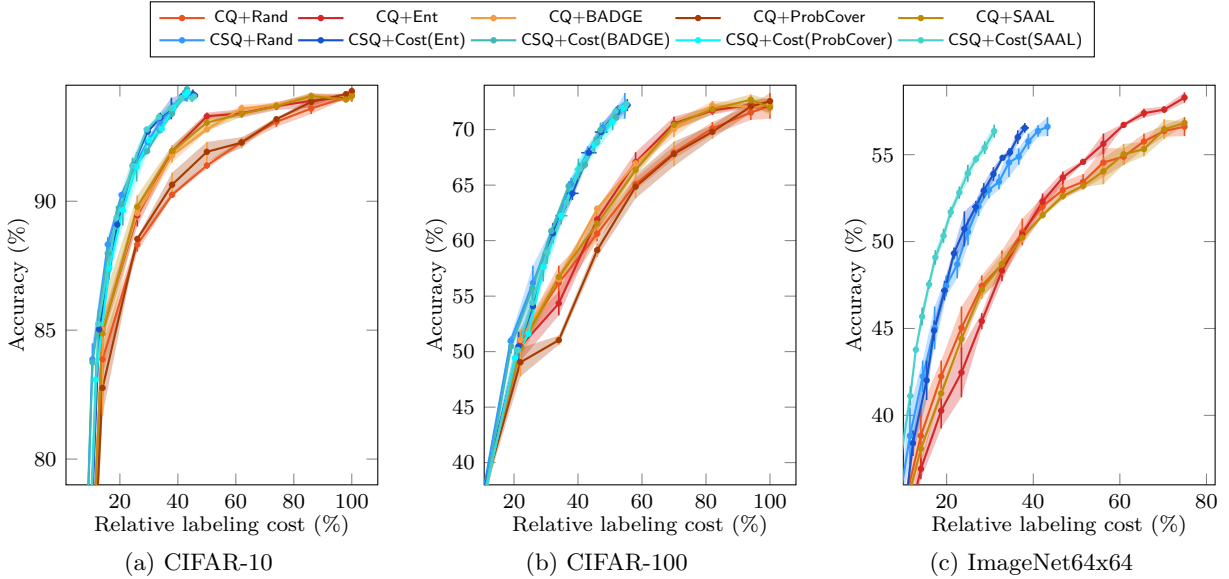 CQ+Rand CQ+Ent CQ+BADGE CQ+ProbCover CQ+SAAL
CSQ+Rand CSQ+Cost(Ent) CSQ+Cost(BADGE) CSQ+Cost(ProbCover) CSQ+Cost(SAAL)
Accuracy (%)
90
85
80
20 40 60 80 100
Relative labeling cost (%)
(a) CIFAR-10
Accuracy (%)
70
65
60
55
50
45
40
20 40 60 80 100
Relative labeling cost (%)
(b) CIFAR-100
Accuracy (%)
55
50
45
40
20 40 60 80
Relative labeling cost (%)
(c) ImageNet64x64